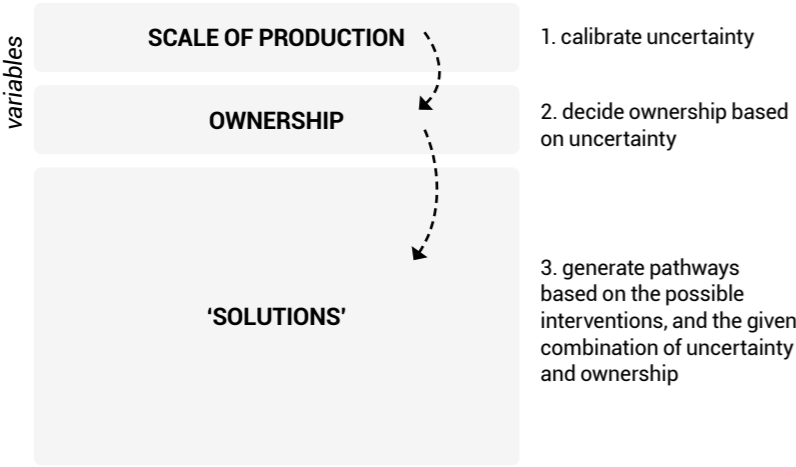 variables
SCALE OF PRODUCTION
1. calibrate uncertainty
OWNERSHIP
2. decide ownership based
on uncertainty
‘SOLUTIONS’
3. generate pathways
based on the possible
interventions, and the given
combination of uncertainty
and ownership